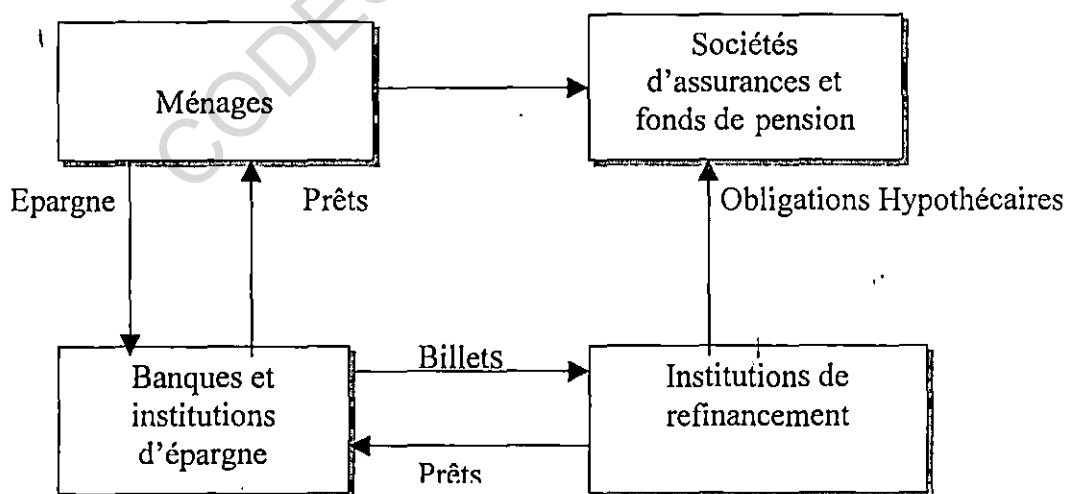 CODES
Ménages
Sociétés
d'assurances et
fonds de pension
Epargne
Prêts
Obligations Hypothécaires
Banques et
institutions
d'épargne
Billets
Prêts
Institutions de
refinancement